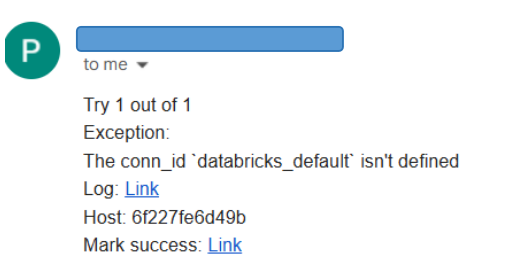 P
to me
Try 1 out of 1
Exception:
The conn_id `databricks_default` isn't defined
Log: Link
Host: 6f227fe6d49b
Mark success: Link